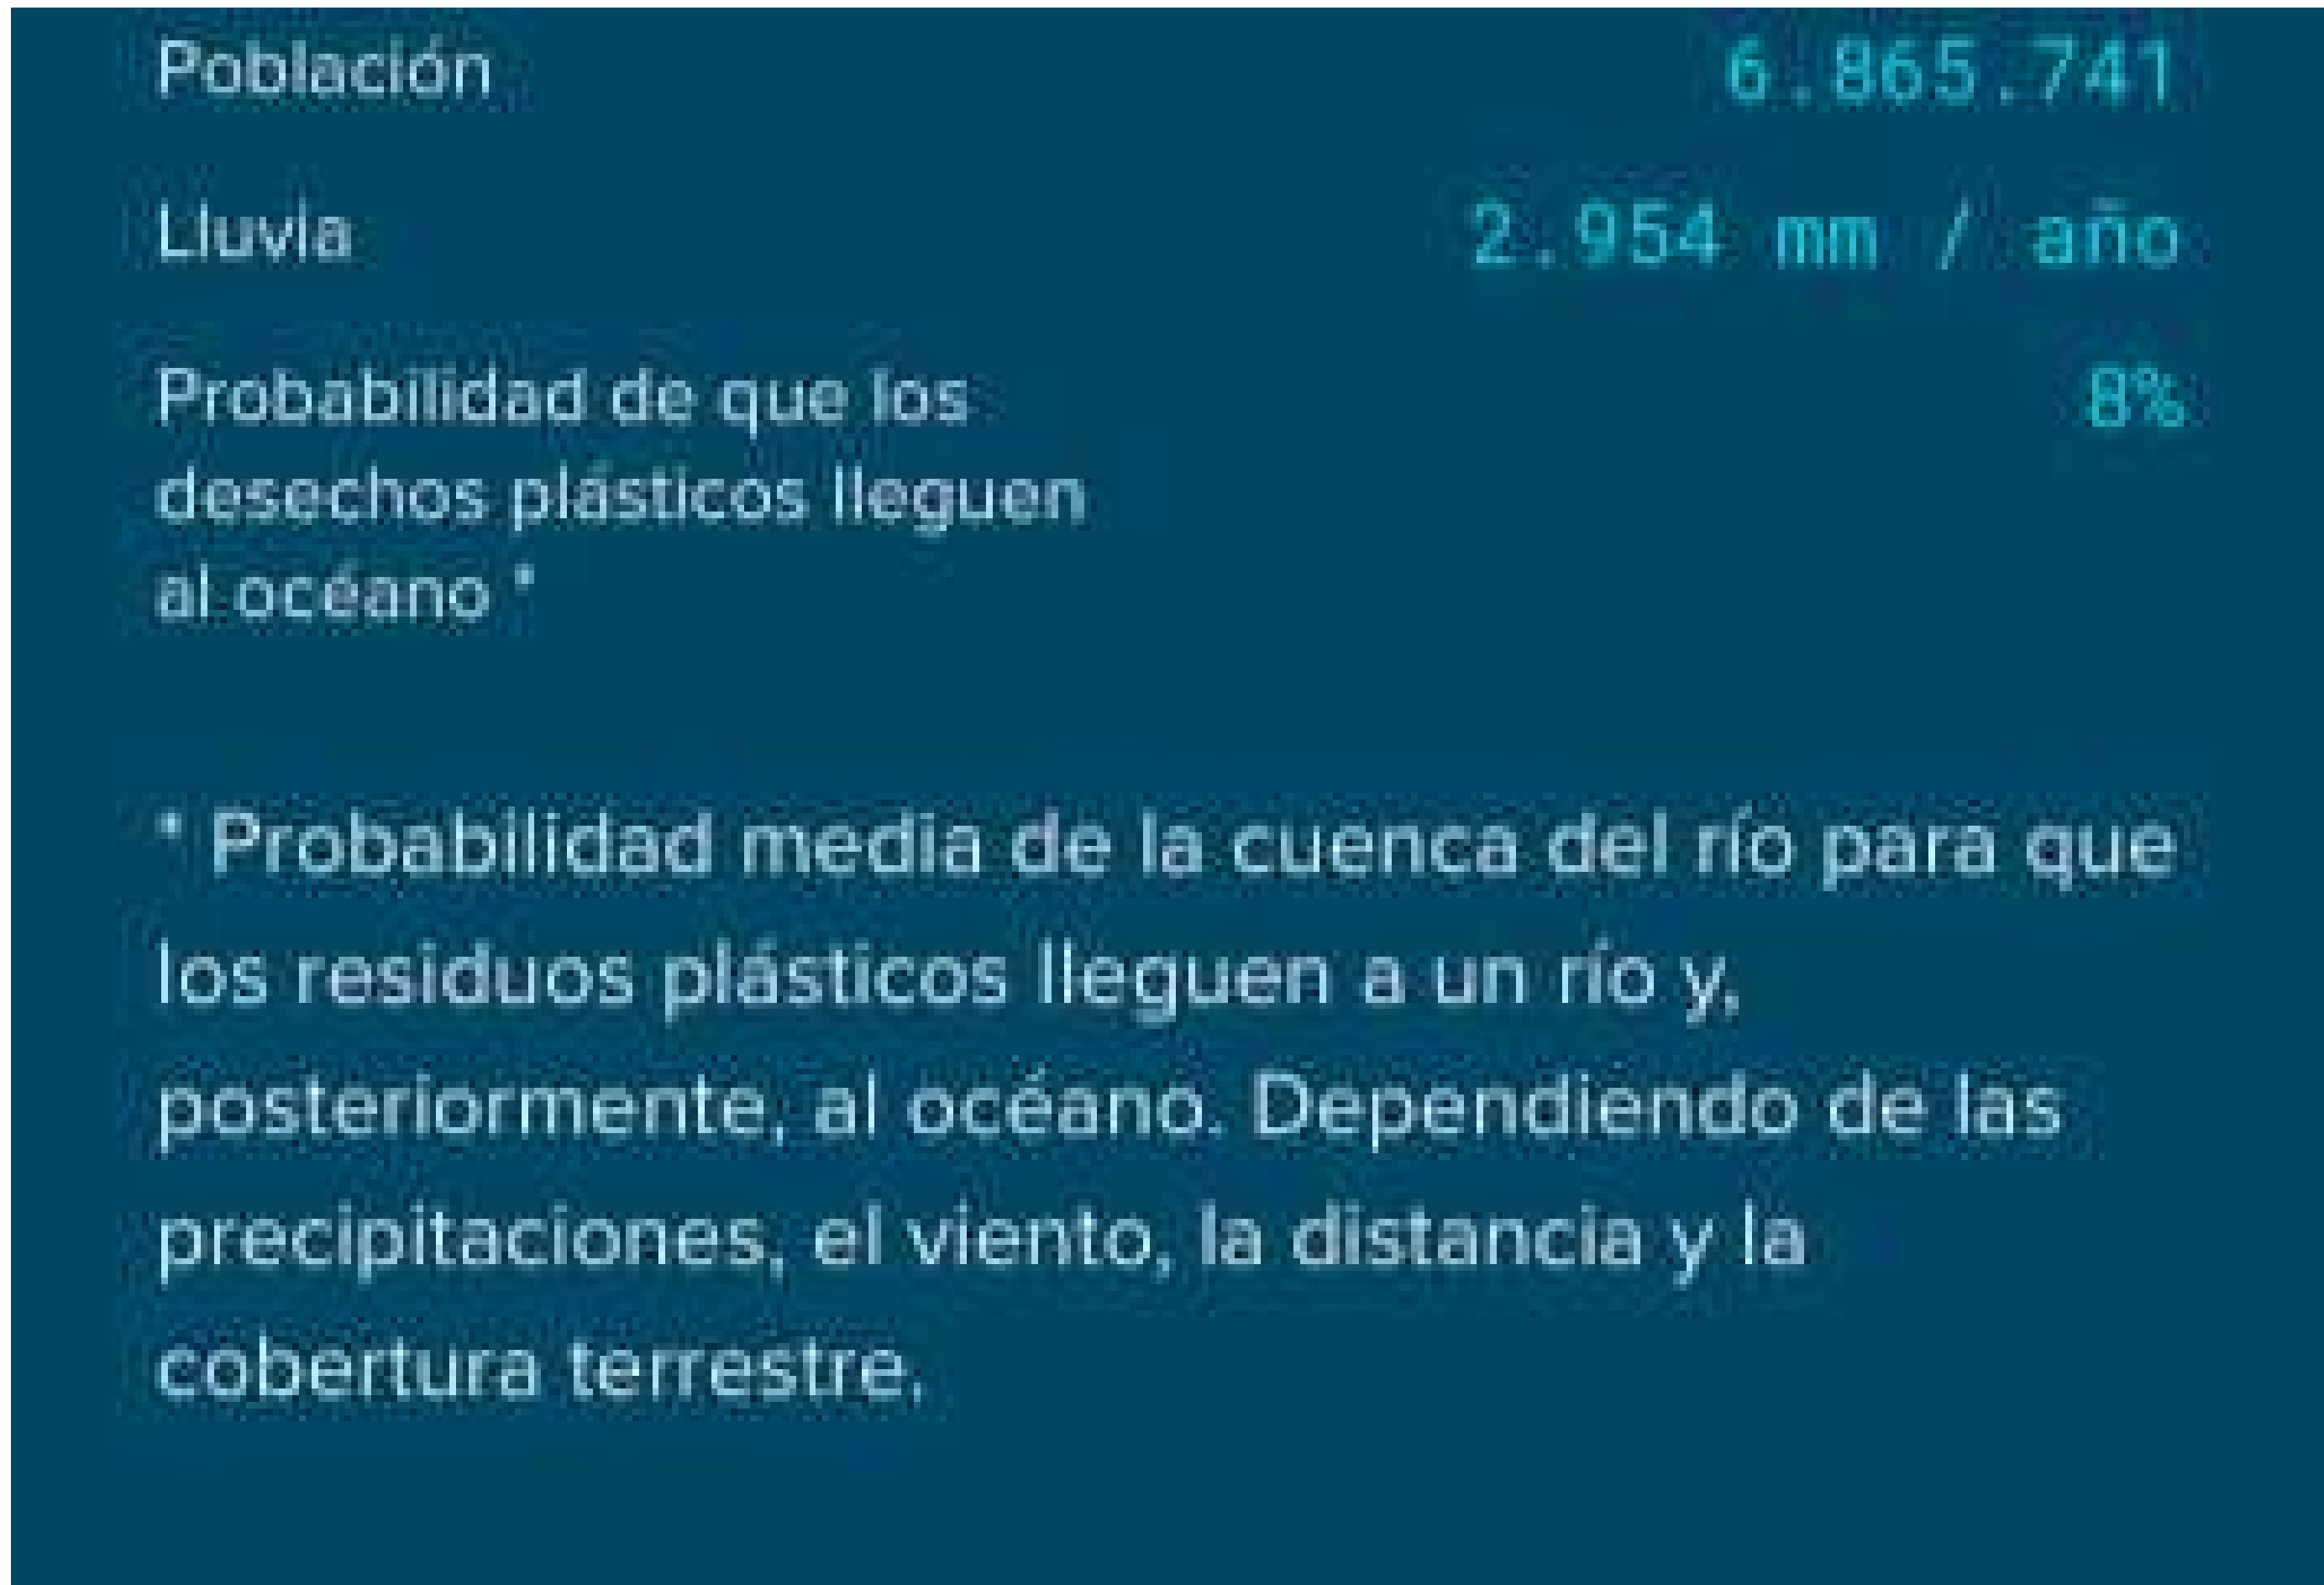 Población 6.865.741
Lluvia 2.954 mm / año
Probabilidad de que los 8%
desechos plásticos lleguen
al océano *
* Probabilidad media de la cuenca del río para que
los residuos plásticos lleguen a un río y,
posteriormente, al océano. Dependiendo de las
precipitaciones, el viento, la distancia y la
cobertura terrestre.